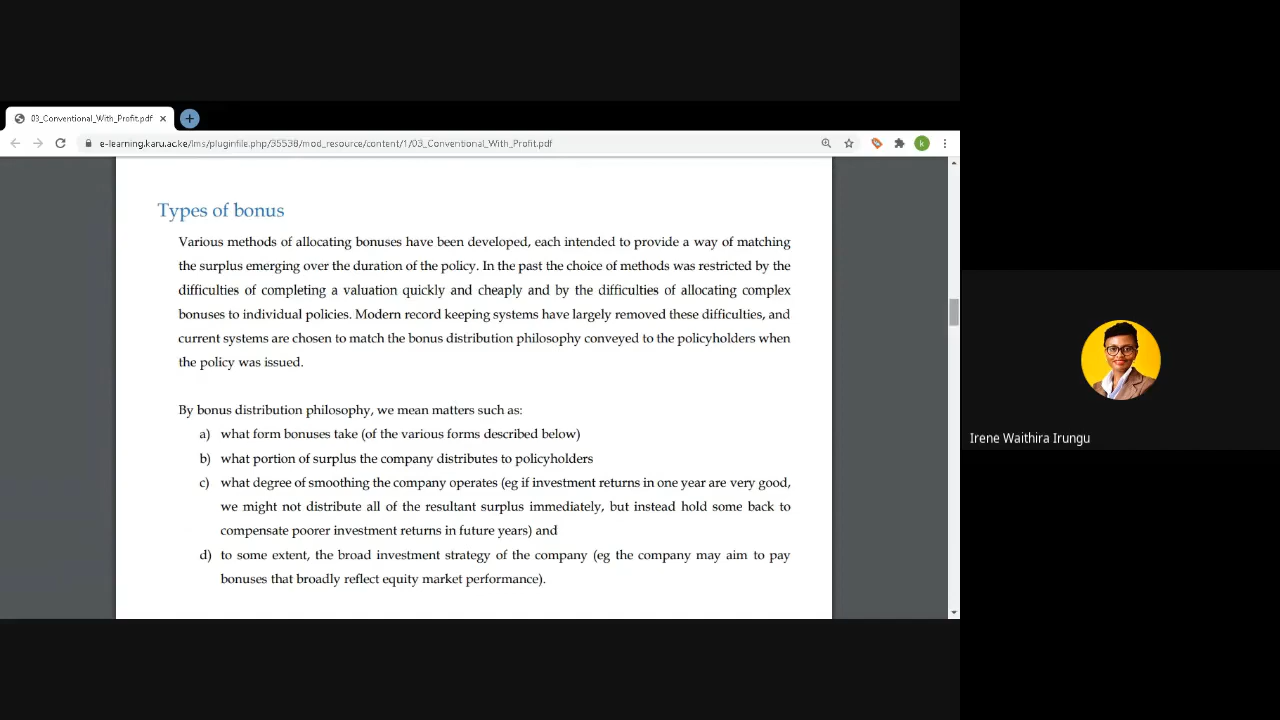 03_Conventional_With_Profit.pdf
e-learning.karu.ac.ke/lms/pluginfile.php/35538/mod_resource/content/1/03_Conventional_With_Profit.pdf
k
Types of bonus
Various methods of allocating bonuses have been developed, each intended to provide a way of matching
the surplus emerging over the duration of the policy. In the past the choice of methods was restricted by the
difficulties of completing a valuation quickly and cheaply and by the difficulties of allocating complex
bonuses to individual policies. Modern record keeping systems have largely removed these difficulties, and
current systems are chosen to match the bonus distribution philosophy conveyed to the policyholders when
the policy was issued.
By bonus distribution philosophy, we mean matters such as:
a) what form bonuses take (of the various forms described below)
b) what portion of surplus the company distributes to policyholders
c) what degree of smoothing the company operates (eg if investment returns in one year are very good,
we might not distribute all of the resultant surplus immediately, but instead hold some back to
compensate poorer investment returns in future years) and
d) to some extent, the broad investment strategy of the company (eg the company may aim to pay
bonuses that broadly reflect equity market performance).
Irene Waithira Irungu